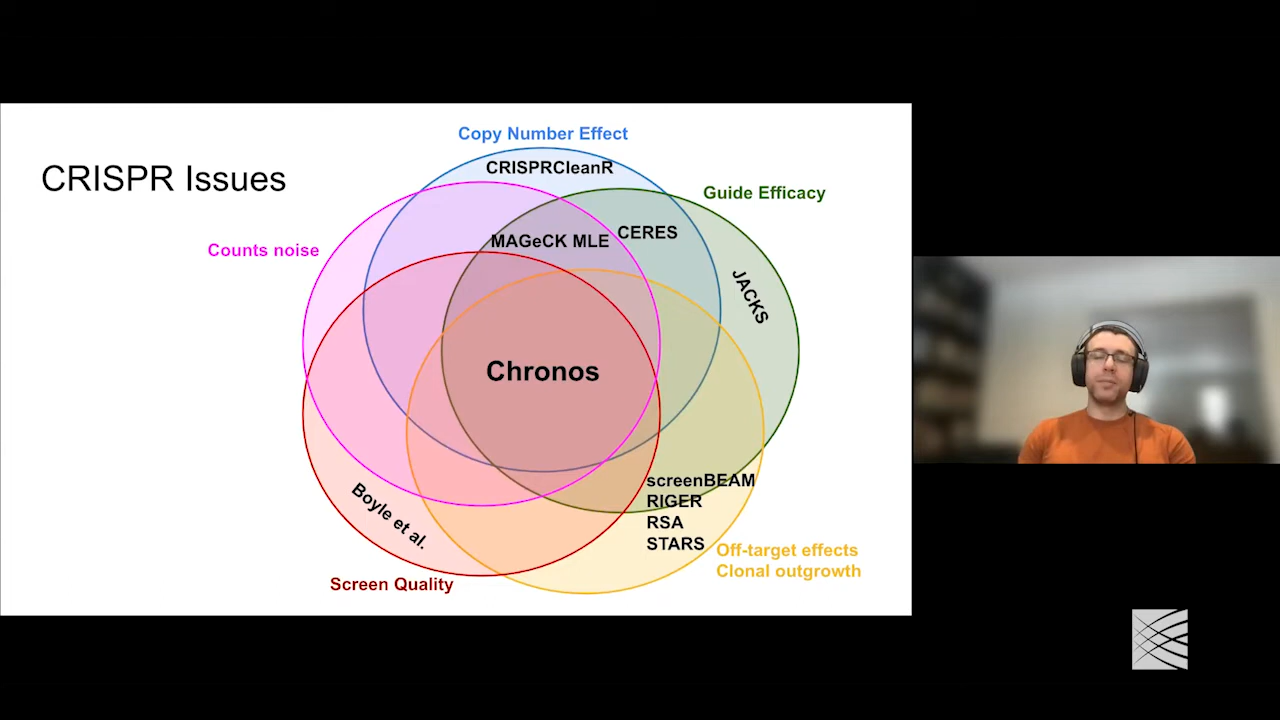 CRISPR Issues
Copy Number Effect
CRISPRCleanR
Guide Efficacy
Counts noise
MAGeCK MLE
CERES
JACKS
Chronos
Boyle et al.
screenBEAM
RIGER
RSA
STARS
Off-target effects
Clonal outgrowth
Screen Quality